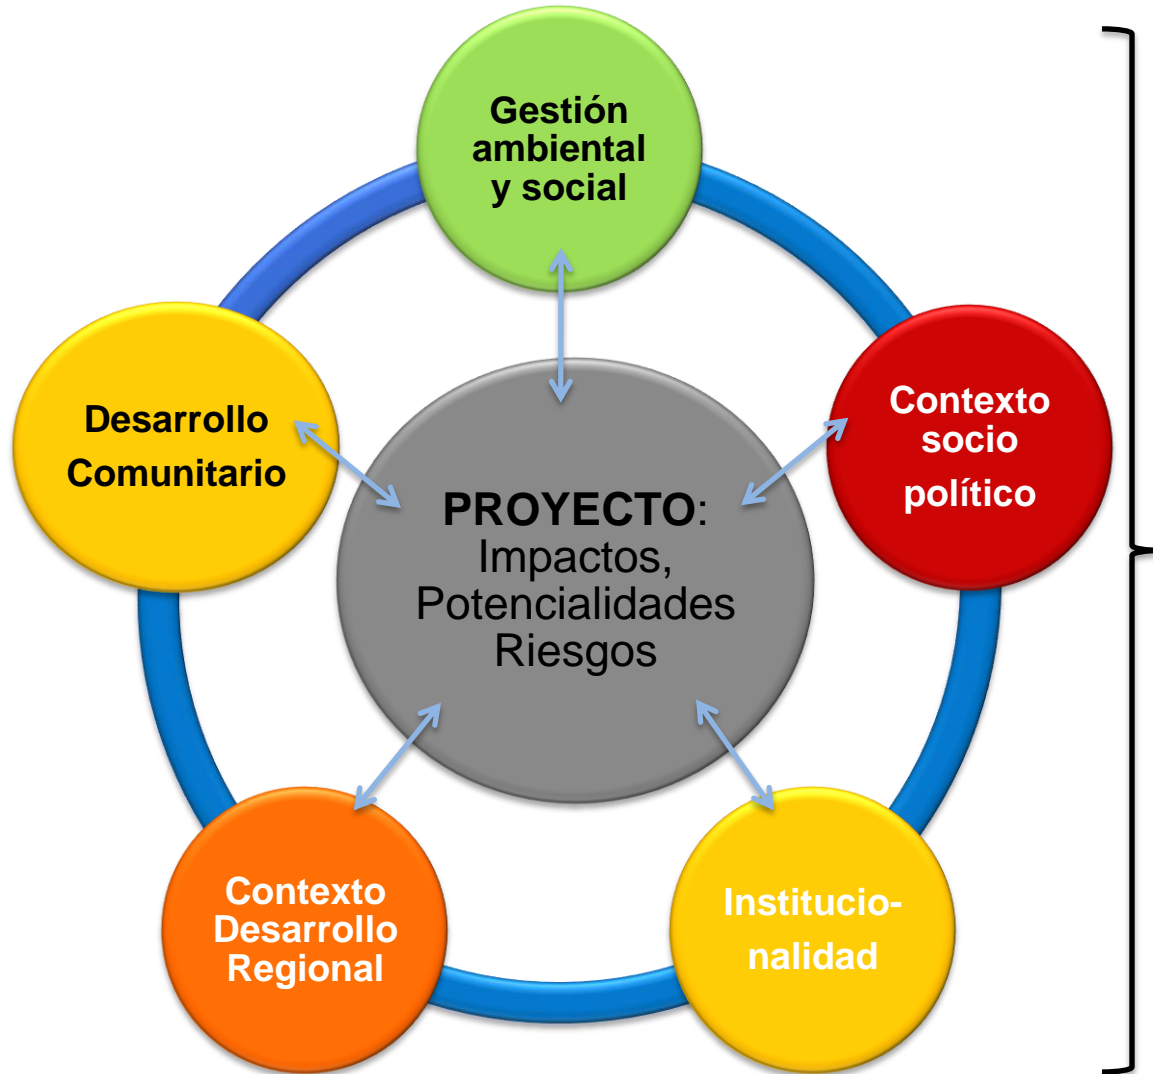 Gestión
ambiental
y social
Contexto
socio
político
Desarrollo
Comunitario
PROYECTO:
Impactos,
Potencialidades
Riesgos
Contexto
Desarrollo
Regional
Institucio-
nalidad